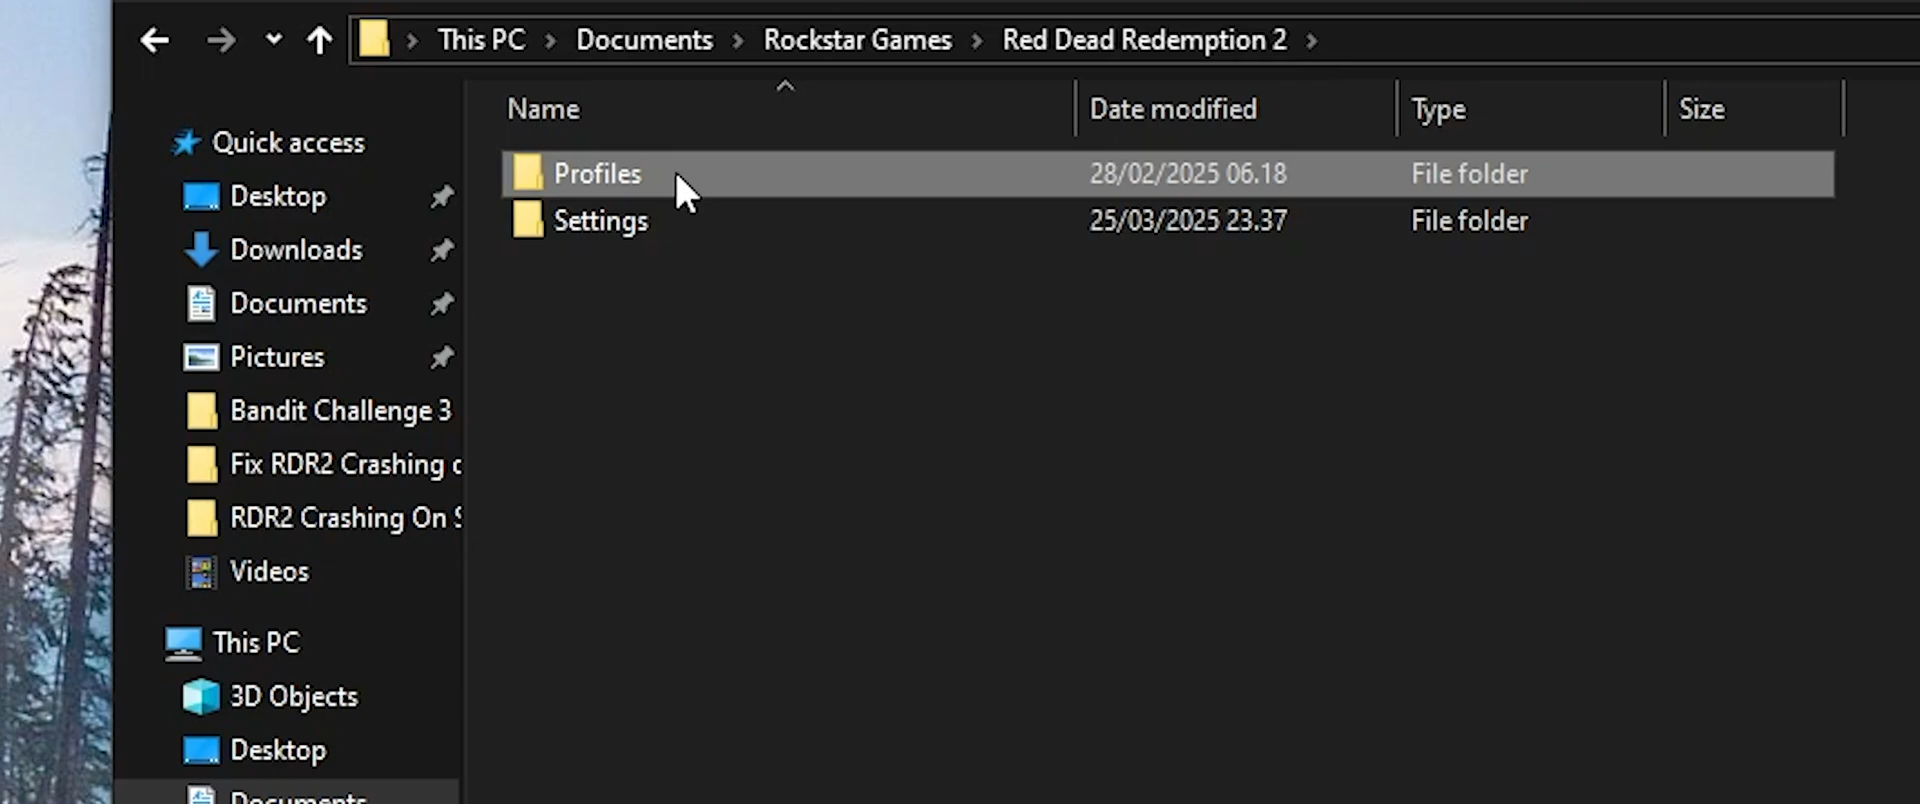 This PC > Documents > Rockstar Games > Red Dead Redemption 2 >
Name Date modified Type Size
Quick access
Profiles 28/02/2025 06.18 File folder
Desktop
Settings 25/03/2025 23.37 File folder
Downloads
Documents
Pictures
Bandit Challenge 3
Fix RDR2 Crashing
RDR2 Crashing On
Videos
This PC
3D Objects
Desktop
Documents